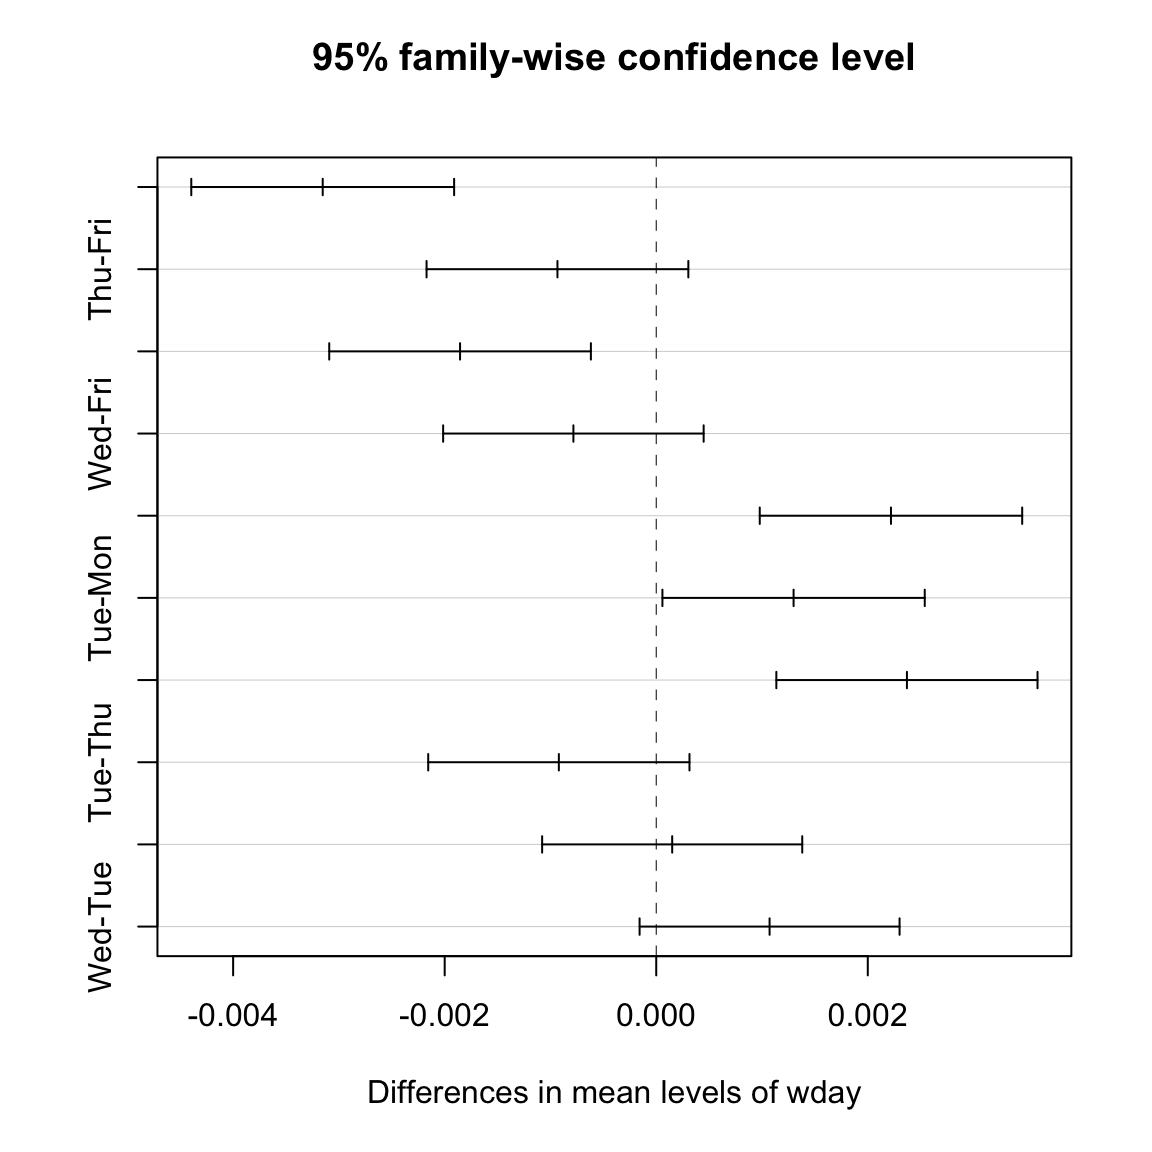 95% family-wise confidence level
Thu-Fri
Wed-Fri
Tue-Mon
Tue-Thu
Wed-Tue
-0.004 -0.002 0.000 0.002
Differences in mean levels of wday